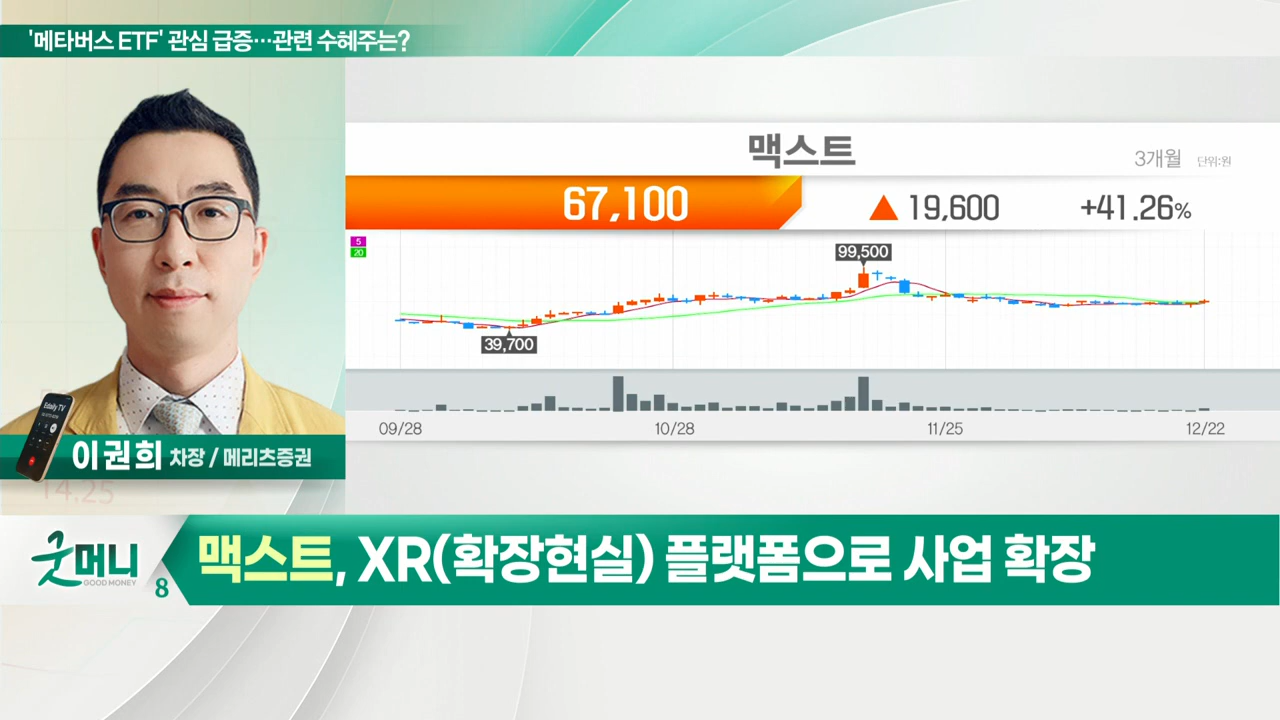 '메타버스 ETF' 관심 급증…관련 수혜주는?
맥스트
3개월 단위:원
67,100 ▲ 19,600 +41.26%
5
20
99,500
39,700
09/28 10/28 11/25 12/22
Edaily TV
이권희 차장 / 메리츠증권
14.25
굿머니
GOOD MONEY
8
맥스트, XR(확장현실) 플랫폼으로 사업 확장